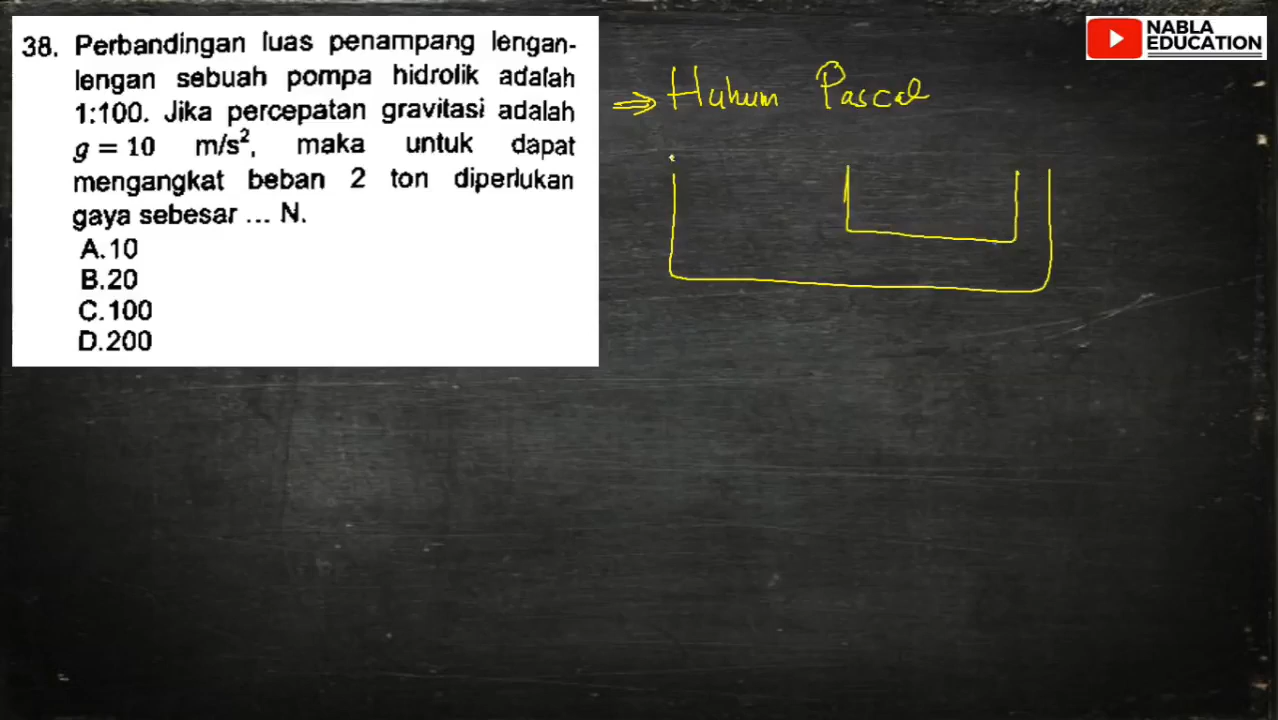 38. Perbandingan luas penampang lengan-
lengan sebuah pompa hidrolik adalah
1:100. Jika percepatan gravitasi adalah
g = 10 m/s², maka untuk dapat
mengangkat beban 2 ton diperlukan
gaya sebesar ... N.
A. 10
B. 20
C. 100
D. 200
⇒ Hukum Pascal
NABLA
EDUCATION